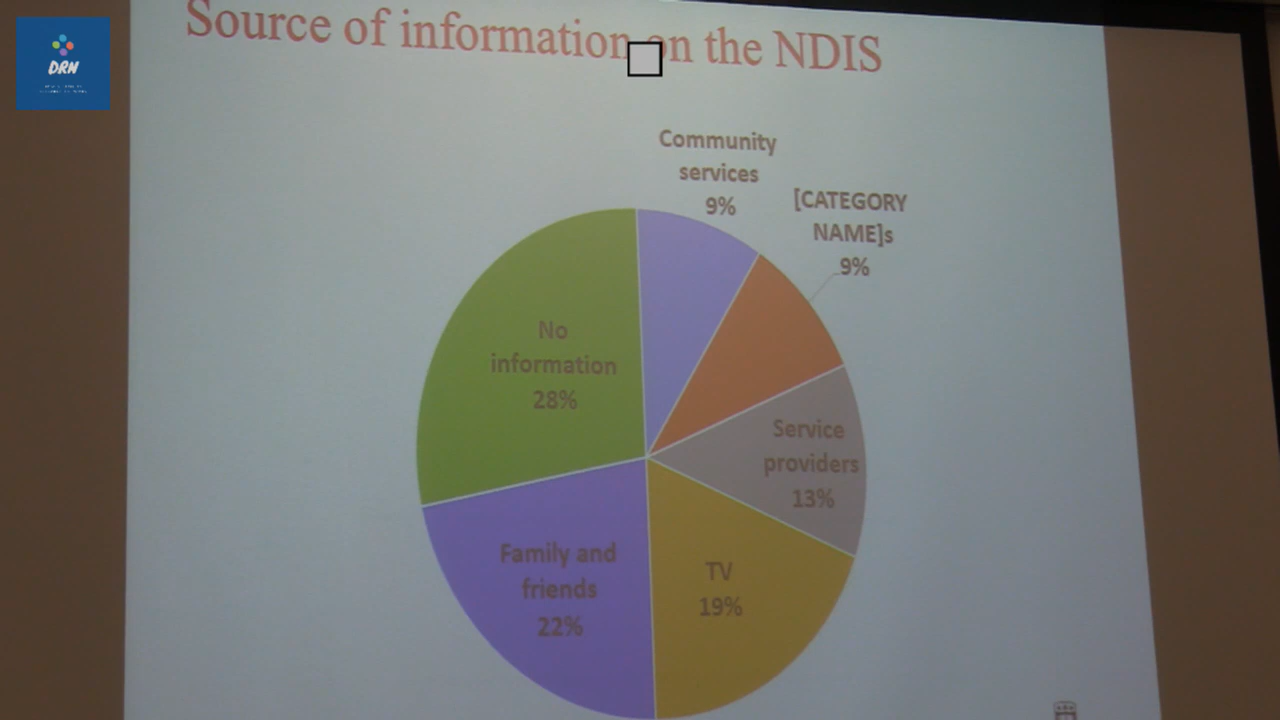 DRN
Source of information on the NDIS
Community
services
9%
[CATEGORY
NAME]s
9%
No
information
28%
Service
providers
13%
Family and
friends
22%
TV
19%